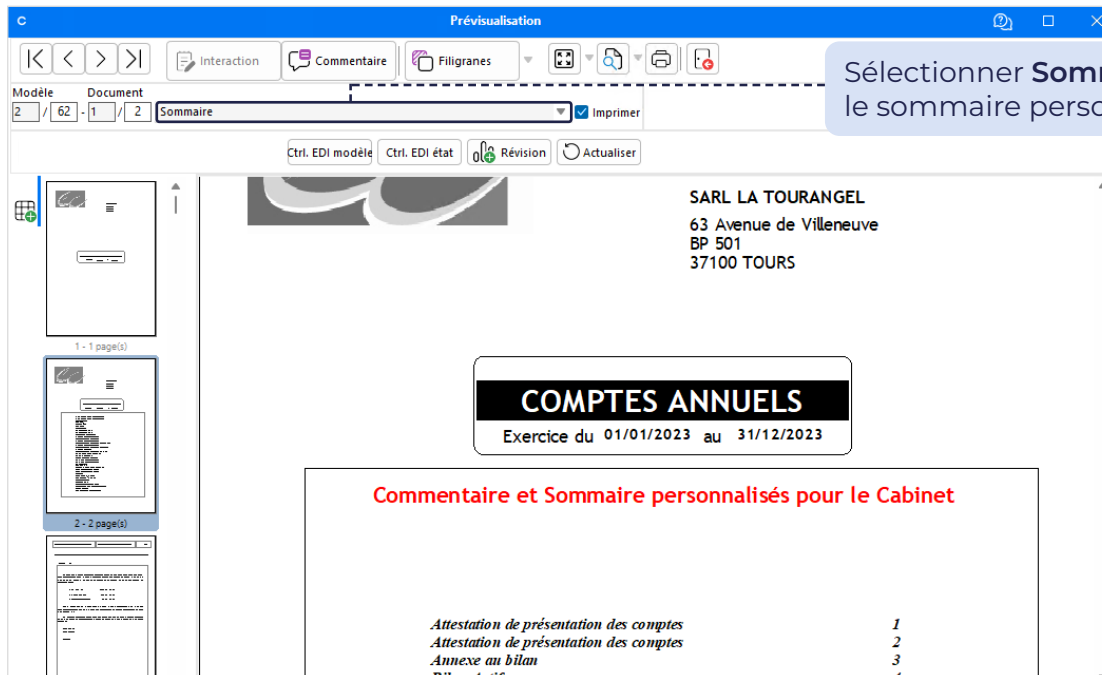 C Prévisualisation
Interaction Commentaire Filigranes
Sélectionner Somm
le sommaire perso
Modèle Document
2 / 62 - 1 / 2 Sommaire Imprimer
Ctrl. EDI modèle Ctrl. EDI état Révision Actualiser
1 - 1 page(s)
2 - 2 page(s)
SARL LA TOURANGEL
63 Avenue de Villeneuve
BP 501
37100 TOURS
COMPTES ANNUELS
Exercice du 01/01/2023 au 31/12/2023
Commentaire et Sommaire personnalisés pour le Cabinet
Attestation de présentation des comptes 1
Attestation de présentation des comptes 2
Annexe au bilan 3